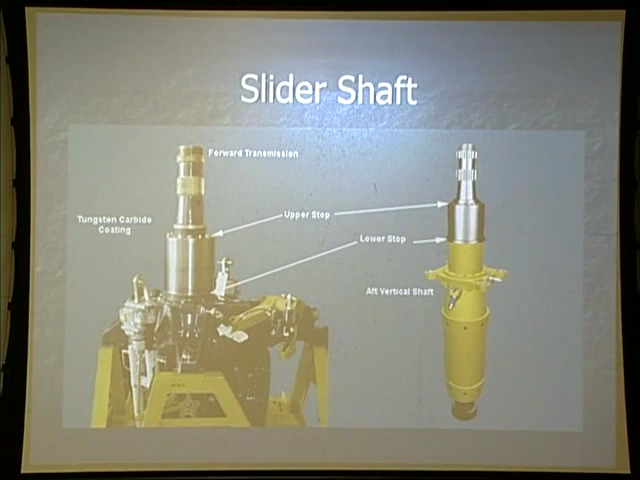 Slider Shaft
Forward Transmission
Tungsten Carbide
Coating
Upper Stop
Lower Stop
Aft Vertical Shaft